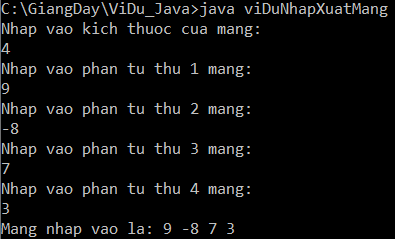 C:\GiangDay\ViDu_Java>java viDuNhapXuatMang
Nhap vao kich thuoc cua mang:
4
Nhap vao phan tu thu 1 mang:
9
Nhap vao phan tu thu 2 mang:
-8
Nhap vao phan tu thu 3 mang:
7
Nhap vao phan tu thu 4 mang:
3
Mang nhap vao la: 9 -8 7 3